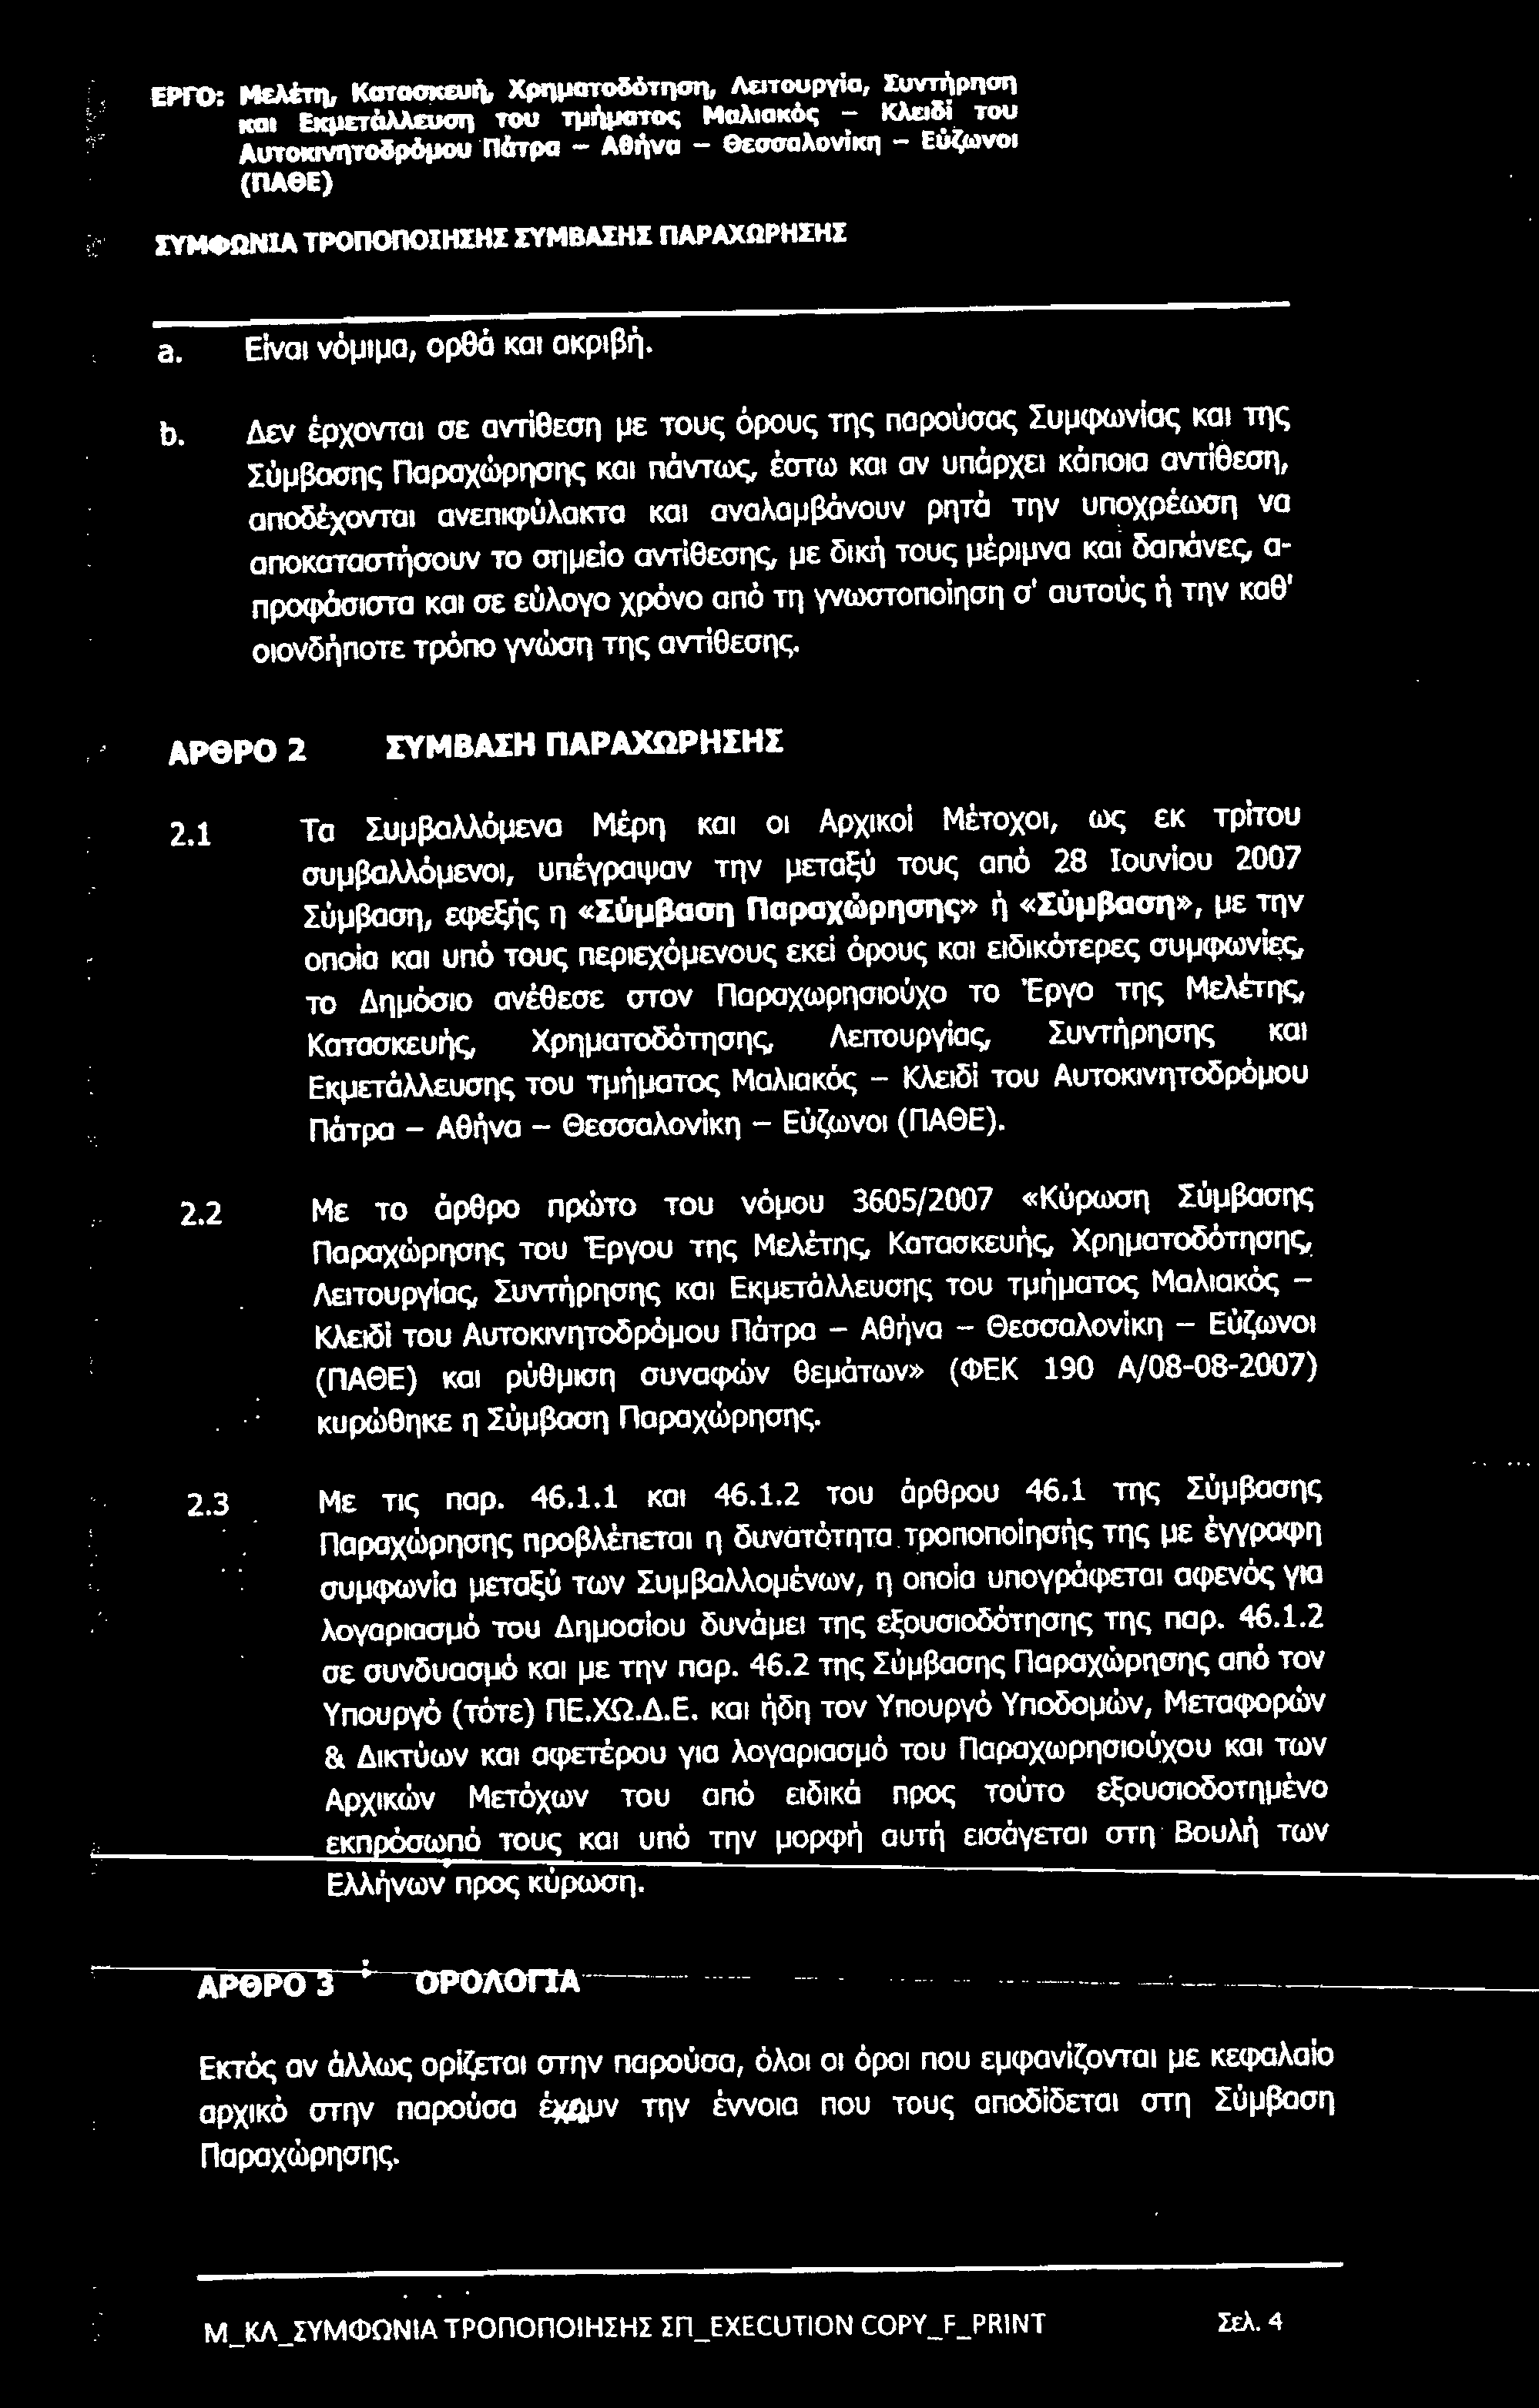 ΕΡΓΟ: Μελέτη, Κατασκευή, Χρηματοδότηση, Λειτουργία, Συντήρηση
και Εκμετάλλευση του τμήματος Μαλιακός – Κλειδί του
Αυτοκινητοδρόμου Πάτρα – Αθήνα – Θεσσαλονίκη – Εύζωνοι
(ΠΑΘΕ)
ΣΥΜΦΩΝΙΑ ΤΡΟΠΟΠΟΙΗΣΗΣ ΣΥΜΒΑΣΗΣ ΠΑΡΑΧΩΡΗΣΗΣ
a. Είναι νόμιμα, ορθά και ακριβή.
b. Δεν έρχονται σε αντίθεση με τους όρους της παρούσας Συμφωνίας και της
Σύμβασης Παραχώρησης και πάντως, έστω και αν υπάρχει κάποια αντίθεση,
αποδέχονται ανεπιφύλακτα και αναλαμβάνουν ρητά την υποχρέωση να
αποκαταστήσουν το σημείο αντίθεσης, με δική τους μέριμνα και δαπάνες, α-
προφάσιστα και σε εύλογο χρόνο από τη γνωστοποίηση σ' αυτούς ή την καθ'
οιονδήποτε τρόπο γνώση της αντίθεσης.
ΑΡΘΡΟ 2 ΣΥΜΒΑΣΗ ΠΑΡΑΧΩΡΗΣΗΣ
2.1 Τα Συμβαλλόμενα Μέρη και οι Αρχικοί Μέτοχοι, ως εκ τρίτου
συμβαλλόμενοι, υπέγραψαν την μεταξύ τους από 28 Ιουνίου 2007
Σύμβαση, εφεξής η «Σύμβαση Παραχώρησης» ή «Σύμβαση», με την
οποία και υπό τους περιεχόμενους εκεί όρους και ειδικότερες συμφωνίες,
το Δημόσιο ανέθεσε στον Παραχωρησιούχο το Έργο της Μελέτης,
Κατασκευής, Χρηματοδότησης, Λειτουργίας, Συντήρησης και
Εκμετάλλευσης του τμήματος Μαλιακός – Κλειδί του Αυτοκινητοδρόμου
Πάτρα – Αθήνα – Θεσσαλονίκη – Εύζωνοι (ΠΑΘΕ).
2.2 Με το άρθρο πρώτο του νόμου 3605/2007 «Κύρωση Σύμβασης
Παραχώρησης του Έργου της Μελέτης, Κατασκευής, Χρηματοδότησης,
Λειτουργίας, Συντήρησης και Εκμετάλλευσης του τμήματος Μαλιακός –
Κλειδί του Αυτοκινητοδρόμου Πάτρα – Αθήνα – Θεσσαλονίκη – Εύζωνοι
(ΠΑΘΕ) και ρύθμιση συναφών θεμάτων» (ΦΕΚ 190 Α/08-08-2007)
κυρώθηκε η Σύμβαση Παραχώρησης.
2.3 Με τις παρ. 46.1.1 και 46.1.2 του άρθρου 46.1 της Σύμβασης
Παραχώρησης προβλέπεται η δυνατότητα τροποποίησής της με έγγραφη
συμφωνία μεταξύ των Συμβαλλομένων, η οποία υπογράφεται αφενός για
λογαριασμό του Δημοσίου δυνάμει της εξουσιοδότησης της παρ. 46.1.2
σε συνδυασμό και με την παρ. 46.2 της Σύμβασης Παραχώρησης από τον
Υπουργό (τότε) ΠΕ.ΧΩ.Δ.Ε. και ήδη τον Υπουργό Υποδομών, Μεταφορών
& Δικτύων και αφετέρου για λογαριασμό του Παραχωρησιούχου και των
Αρχικών Μετόχων του από ειδικά προς τούτο εξουσιοδοτημένο
εκπρόσωπό τους και υπό την μορφή αυτή εισάγεται στη Βουλή των
Ελλήνων προς κύρωση.
ΑΡΘΡΟ 3 ΟΡΟΛΟΓΙΑ
Εκτός αν άλλως ορίζεται στην παρούσα, όλοι οι όροι που εμφανίζονται με κεφαλαίο
αρχικό στην παρούσα έχουν την έννοια που τους αποδίδεται στη Σύμβαση
Παραχώρησης.
Μ_ΚΛ_ΣΥΜΦΩΝΙΑ ΤΡΟΠΟΠΟΙΗΣΗΣ ΣΠ_EXECUTION COPY_F_PRINT Σελ. 4